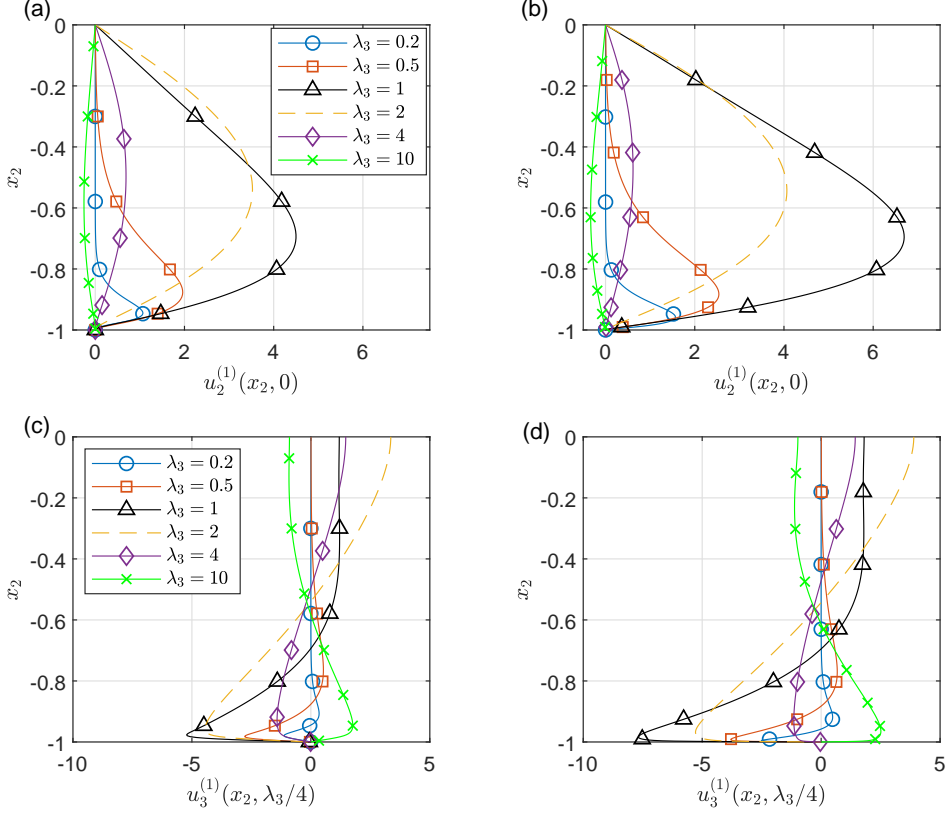 (a)
(b)
0
-0.2
-0.4
-0.6
-0.8
-1
x₂
λ₃ = 0.2
λ₃ = 0.5
λ₃ = 1
λ₃ = 2
λ₃ = 4
λ₃ = 10
0 2 4 6
u₂⁽¹⁾(x₂, 0)
0
-0.2
-0.4
-0.6
-0.8
-1
x₂
0 2 4 6
u₂⁽¹⁾(x₂, 0)
(c)
(d)
0
-0.2
-0.4
-0.6
-0.8
-1
x₂
λ₃ = 0.2
λ₃ = 0.5
λ₃ = 1
λ₃ = 2
λ₃ = 4
λ₃ = 10
-10 -5 0 5
u₃⁽¹⁾(x₂, λ₃/4)
0
-0.2
-0.4
-0.6
-0.8
-1
x₂
-10 -5 0 5
u₃⁽¹⁾(x₂, λ₃/4)